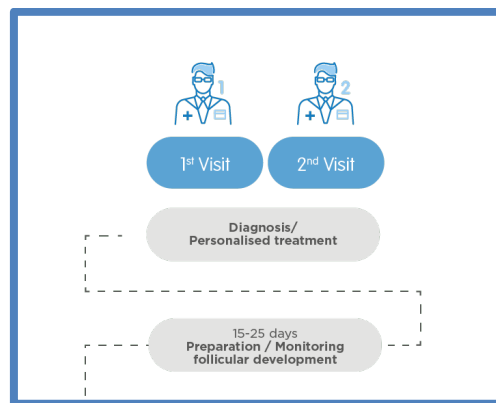 1
2
1st Visit
2nd Visit
Diagnosis/
Personalised treatment
15-25 days
Preparation / Monitoring
follicular development